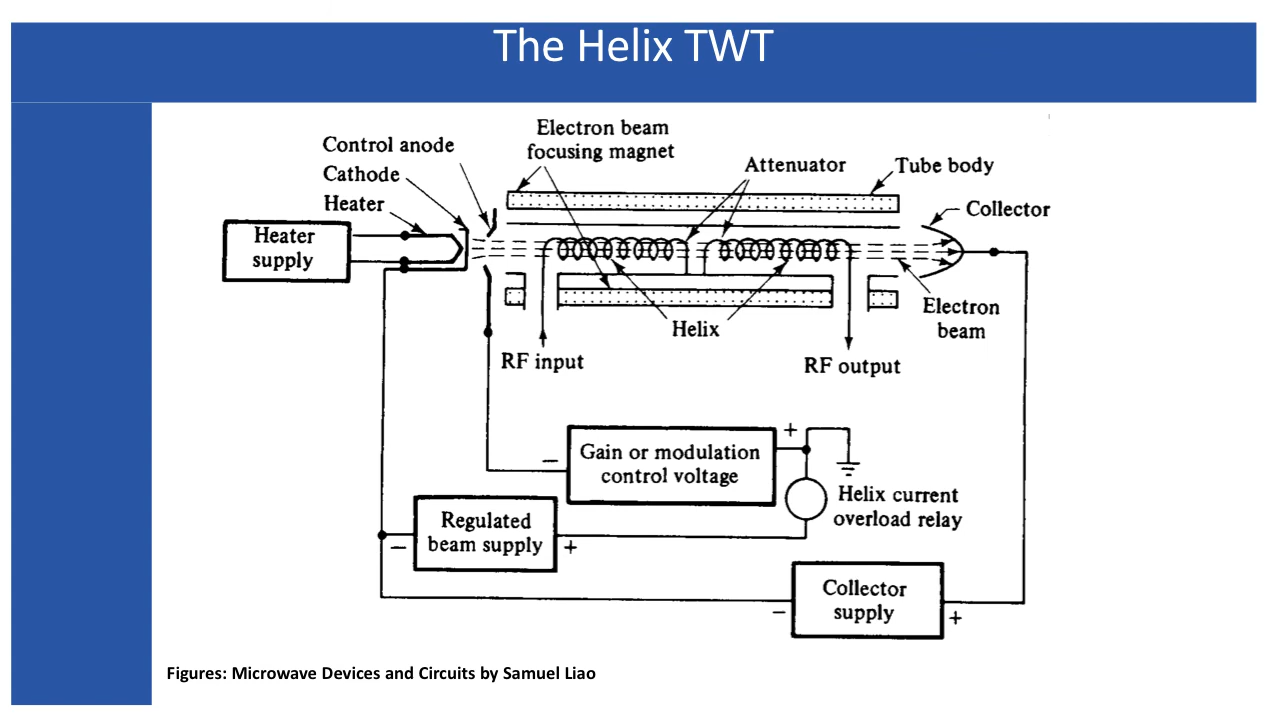 The Helix TWT
Electron beam
focusing magnet
Control anode
Cathode
Heater
Attenuator
Tube body
Collector
Heater
supply
Electron
beam
Helix
RF input
RF output
+
Gain or modulation
control voltage
−
Helix current
overload relay
Regulated
beam supply
−
+
Collector
supply
−
+
Figures: Microwave Devices and Circuits by Samuel Liao